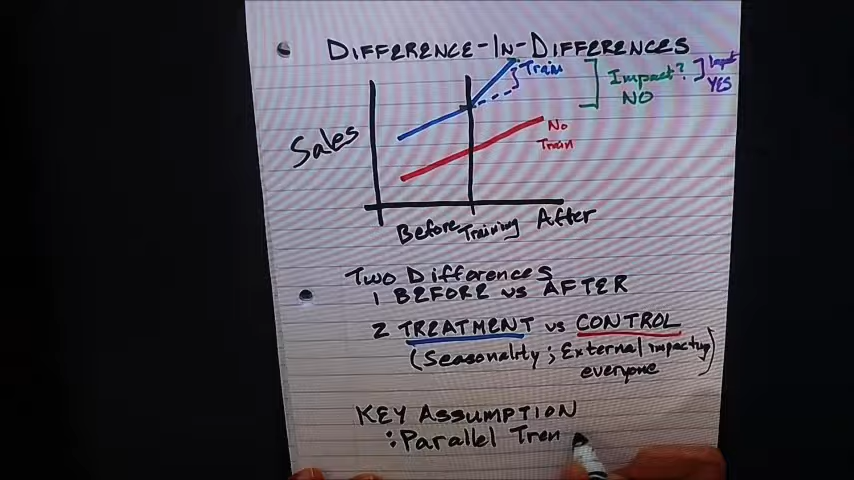 DIFFERENCE-IN-DIFFERENCES
Train
Impact?
NO
YES
Sales
No
Train
Before Training After
Two Differences
1 BEFORE vs AFTER
2 TREATMENT vs CONTROL
(Seasonality ; External impacting
everyone)
KEY ASSUMPTION
: Parallel Tren